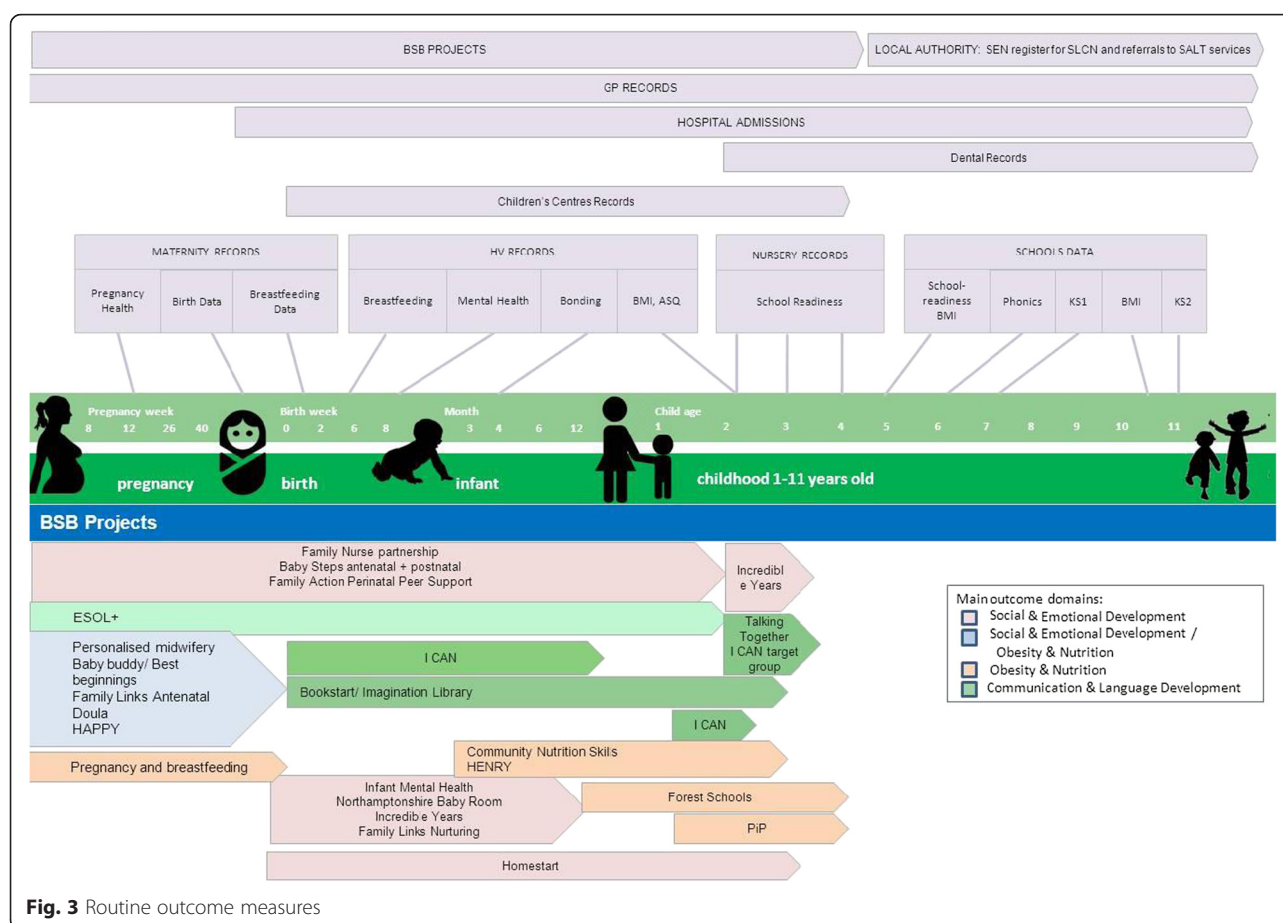 BSB PROJECTS
LOCAL AUTHORITY: SEN register for SLCN and referrals to SALT services
GP RECORDS
HOSPITAL ADMISSIONS
Dental Records
Children's Centres Records
MATERNITY RECORDS
Pregnancy
Health
Birth Data
Breastfeeding
Data
HV RECORDS
Breastfeeding
Mental Health
Bonding
BMI, ASQ
NURSERY RECORDS
School Readiness
SCHOOLS DATA
School-
readiness
BMI
Phonics
KS1
BMI
KS2
Pregnancy week
8 12 26 40
Birth week
0 2 6 8
Month
3 4 6 12
Child age
1 2 3 4 5 6 7 8 9 10 11
pregnancy
birth
infant
childhood 1-11 years old
BSB Projects
Family Nurse partnership
Baby Steps antenatal + postnatal
Family Action Perinatal Peer Support
Incredibl
e Years
ESOL+
Talking
Together
I CAN target
group
Personalised midwifery
Baby buddy/ Best
beginnings
Family Links Antenatal
Doula
HAPPY
I CAN
Bookstart/ Imagination Library
I CAN
Pregnancy and breastfeeding
Community Nutrition Skills
HENRY
Infant Mental Health
Northamptonshire Baby Room
Incredible Years
Family Links Nurturing
Forest Schools
PiP
Homestart
Main outcome domains:
Social & Emotional Development
Social & Emotional Development /
Obesity & Nutrition
Obesity & Nutrition
Communication & Language Development
Fig. 3 Routine outcome measures